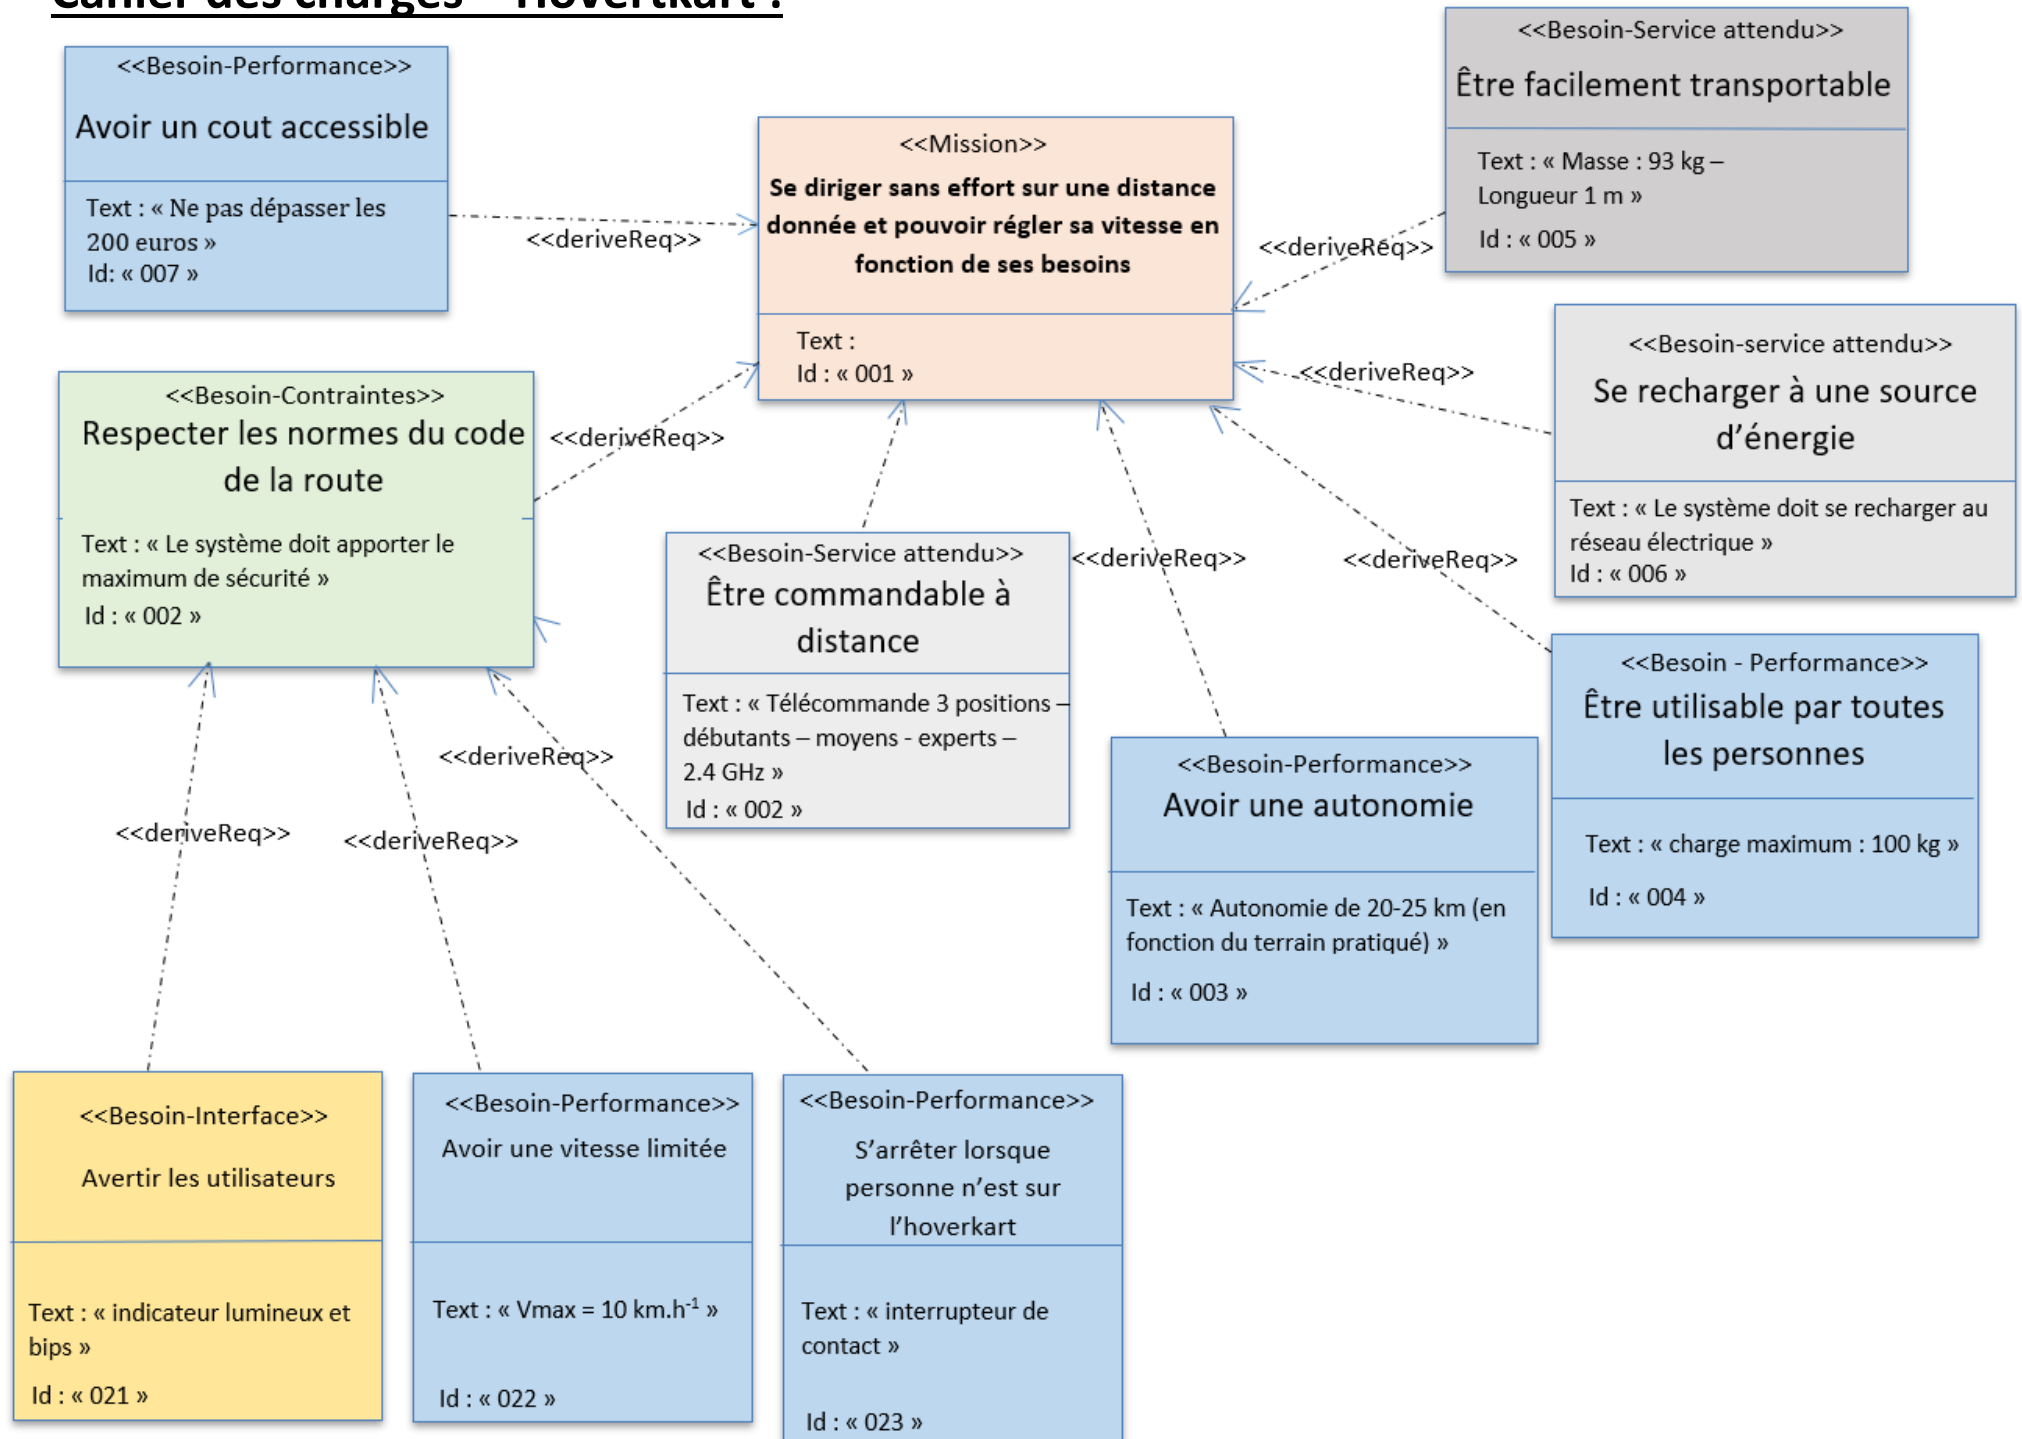 Cahier des charges – Hovertkart :
<<Besoin-Performance>>
Avoir un cout accessible
Text : « Ne pas dépasser les
200 euros »
Id: « 007 »
<<deriveReq>>
<<Mission>>
Se diriger sans effort sur une distance
donnée et pouvoir régler sa vitesse en
fonction de ses besoins
Text :
Id : « 001 »
<<Besoin-Service attendu>>
Être facilement transportable
Text : « Masse : 93 kg –
Longueur 1 m »
Id : « 005 »
<<deriveReq>>
<<Besoin-service attendu>>
Se recharger à une source
d’énergie
Text : « Le système doit se recharger au
réseau électrique »
Id : « 006 »
<<deriveReq>>
<<Besoin-Contraintes>>
Respecter les normes du code
de la route
Text : « Le système doit apporter le
maximum de sécurité »
Id : « 002 »
<<deriveReq>>
<<Besoin-Service attendu>>
Être commandable à
distance
Text : « Télécommande 3 positions –
débutants – moyens - experts –
2.4 GHz »
Id : « 002 »
<<deriveReq>>
<<deriveReq>>
<<Besoin - Performance>>
Être utilisable par toutes
les personnes
Text : « charge maximum : 100 kg »
Id : « 004 »
<<Besoin-Performance>>
Avoir une autonomie
Text : « Autonomie de 20-25 km (en
fonction du terrain pratiqué) »
Id : « 003 »
<<deriveReq>>
<<deriveReq>>
<<deriveReq>>
<<Besoin-Interface>>
Avertir les utilisateurs
Text : « indicateur lumineux et
bips »
Id : « 021 »
<<Besoin-Performance>>
Avoir une vitesse limitée
Text : « Vmax = 10 km.h⁻¹ »
Id : « 022 »
<<Besoin-Performance>>
S’arrêter lorsque
personne n’est sur
l’hoverkart
Text : « interrupteur de
contact »
Id : « 023 »